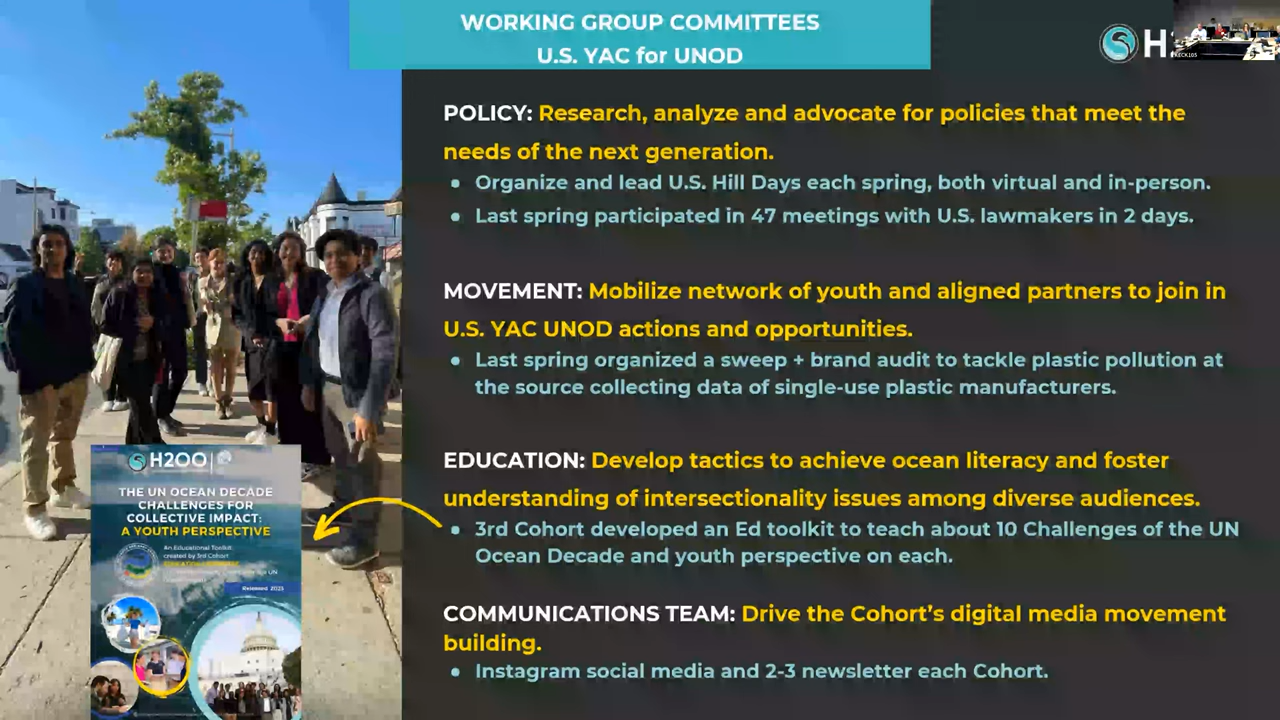 WORKING GROUP COMMITTEES
U.S. YAC for UNOD
H2
POLICY: Research, analyze and advocate for policies that meet the
needs of the next generation.
• Organize and lead U.S. Hill Days each spring, both virtual and in-person.
• Last spring participated in 47 meetings with U.S. lawmakers in 2 days.
MOVEMENT: Mobilize network of youth and aligned partners to join in
U.S. YAC UNOD actions and opportunities.
• Last spring organized a sweep + brand audit to tackle plastic pollution at
the source collecting data of single-use plastic manufacturers.
EDUCATION: Develop tactics to achieve ocean literacy and foster
understanding of intersectionality issues among diverse audiences.
• 3rd Cohort developed an Ed toolkit to teach about 10 Challenges of the UN
Ocean Decade and youth perspective on each.
COMMUNICATIONS TEAM: Drive the Cohort’s digital media movement
building.
• Instagram social media and 2-3 newsletter each Cohort.
H2OO
THE UN OCEAN DECADE
CHALLENGES FOR
COLLECTIVE IMPACT:
A YOUTH PERSPECTIVE
An Educational Toolkit
created by 3rd Cohort
Released 2023